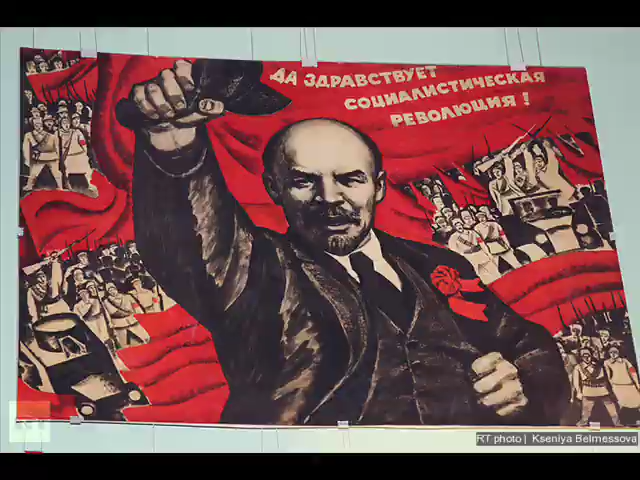 ДА ЗДРАВСТВУЕТ
СОЦИАЛИСТИЧЕСКАЯ
РЕВОЛЮЦИЯ!
RT photo | Kseniya Belmessova